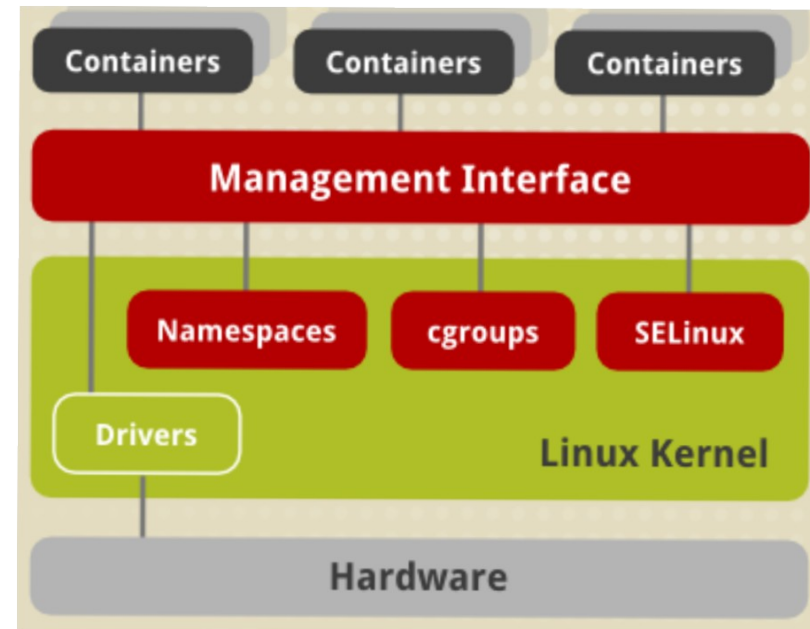 Containers Containers Containers
Management Interface
Namespaces cgroups SELinux
Drivers
Linux Kernel
Hardware